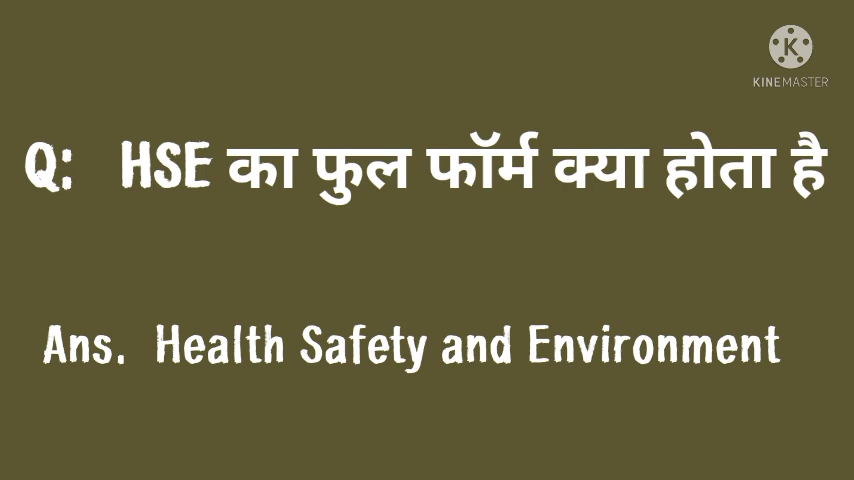 KINEMASTER
Q: HSE का फुल फॉर्म क्या होता है
Ans. Health Safety and Environment